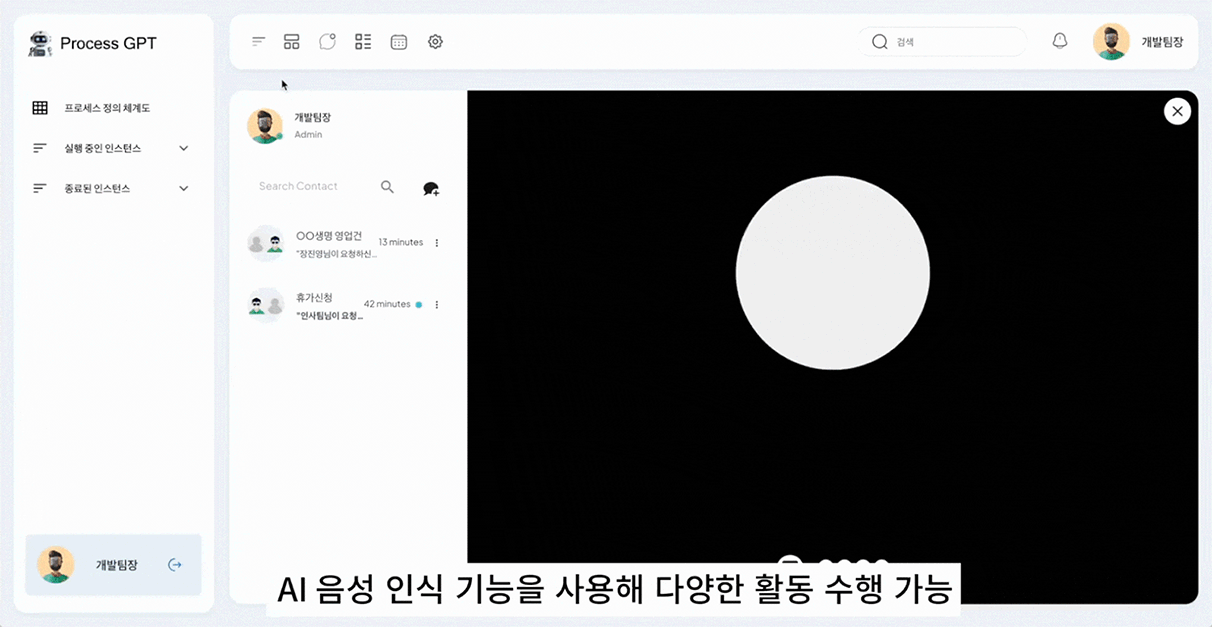 Process GPT
검색
개발팀장
프로세스 정의 체계도
실행 중인 인스턴스
종료된 인스턴스
개발팀장
개발팀장
Admin
Search Contact
〇〇생명 영업건
13 minutes
"장진영님이 요청하신...
휴가신청
42 minutes
"인사팀님이 요청...
AI 음성 인식 기능을 사용해 다양한 활동 수행 가능